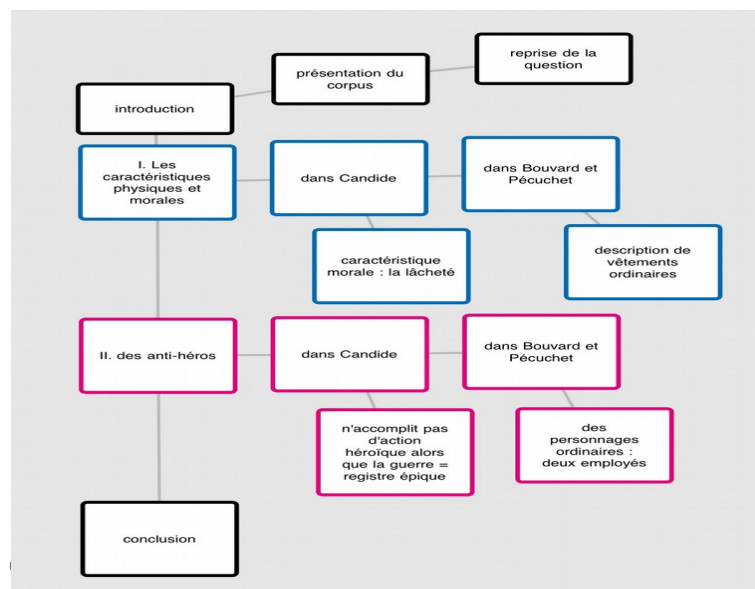 reprise de la
question
présentation du
corpus
introduction
I. Les
caractéristiques
physiques et
morales
dans Candide
dans Bouvard et
Pécuchet
caractéristique
morale : la lâcheté
description de
vêtements
ordinaires
II. des anti-héros
dans Candide
dans Bouvard et
Pécuchet
n'accomplit pas
d'action
héroïque alors
que la guerre =
registre épique
des
personnages
ordinaires :
deux employés
conclusion